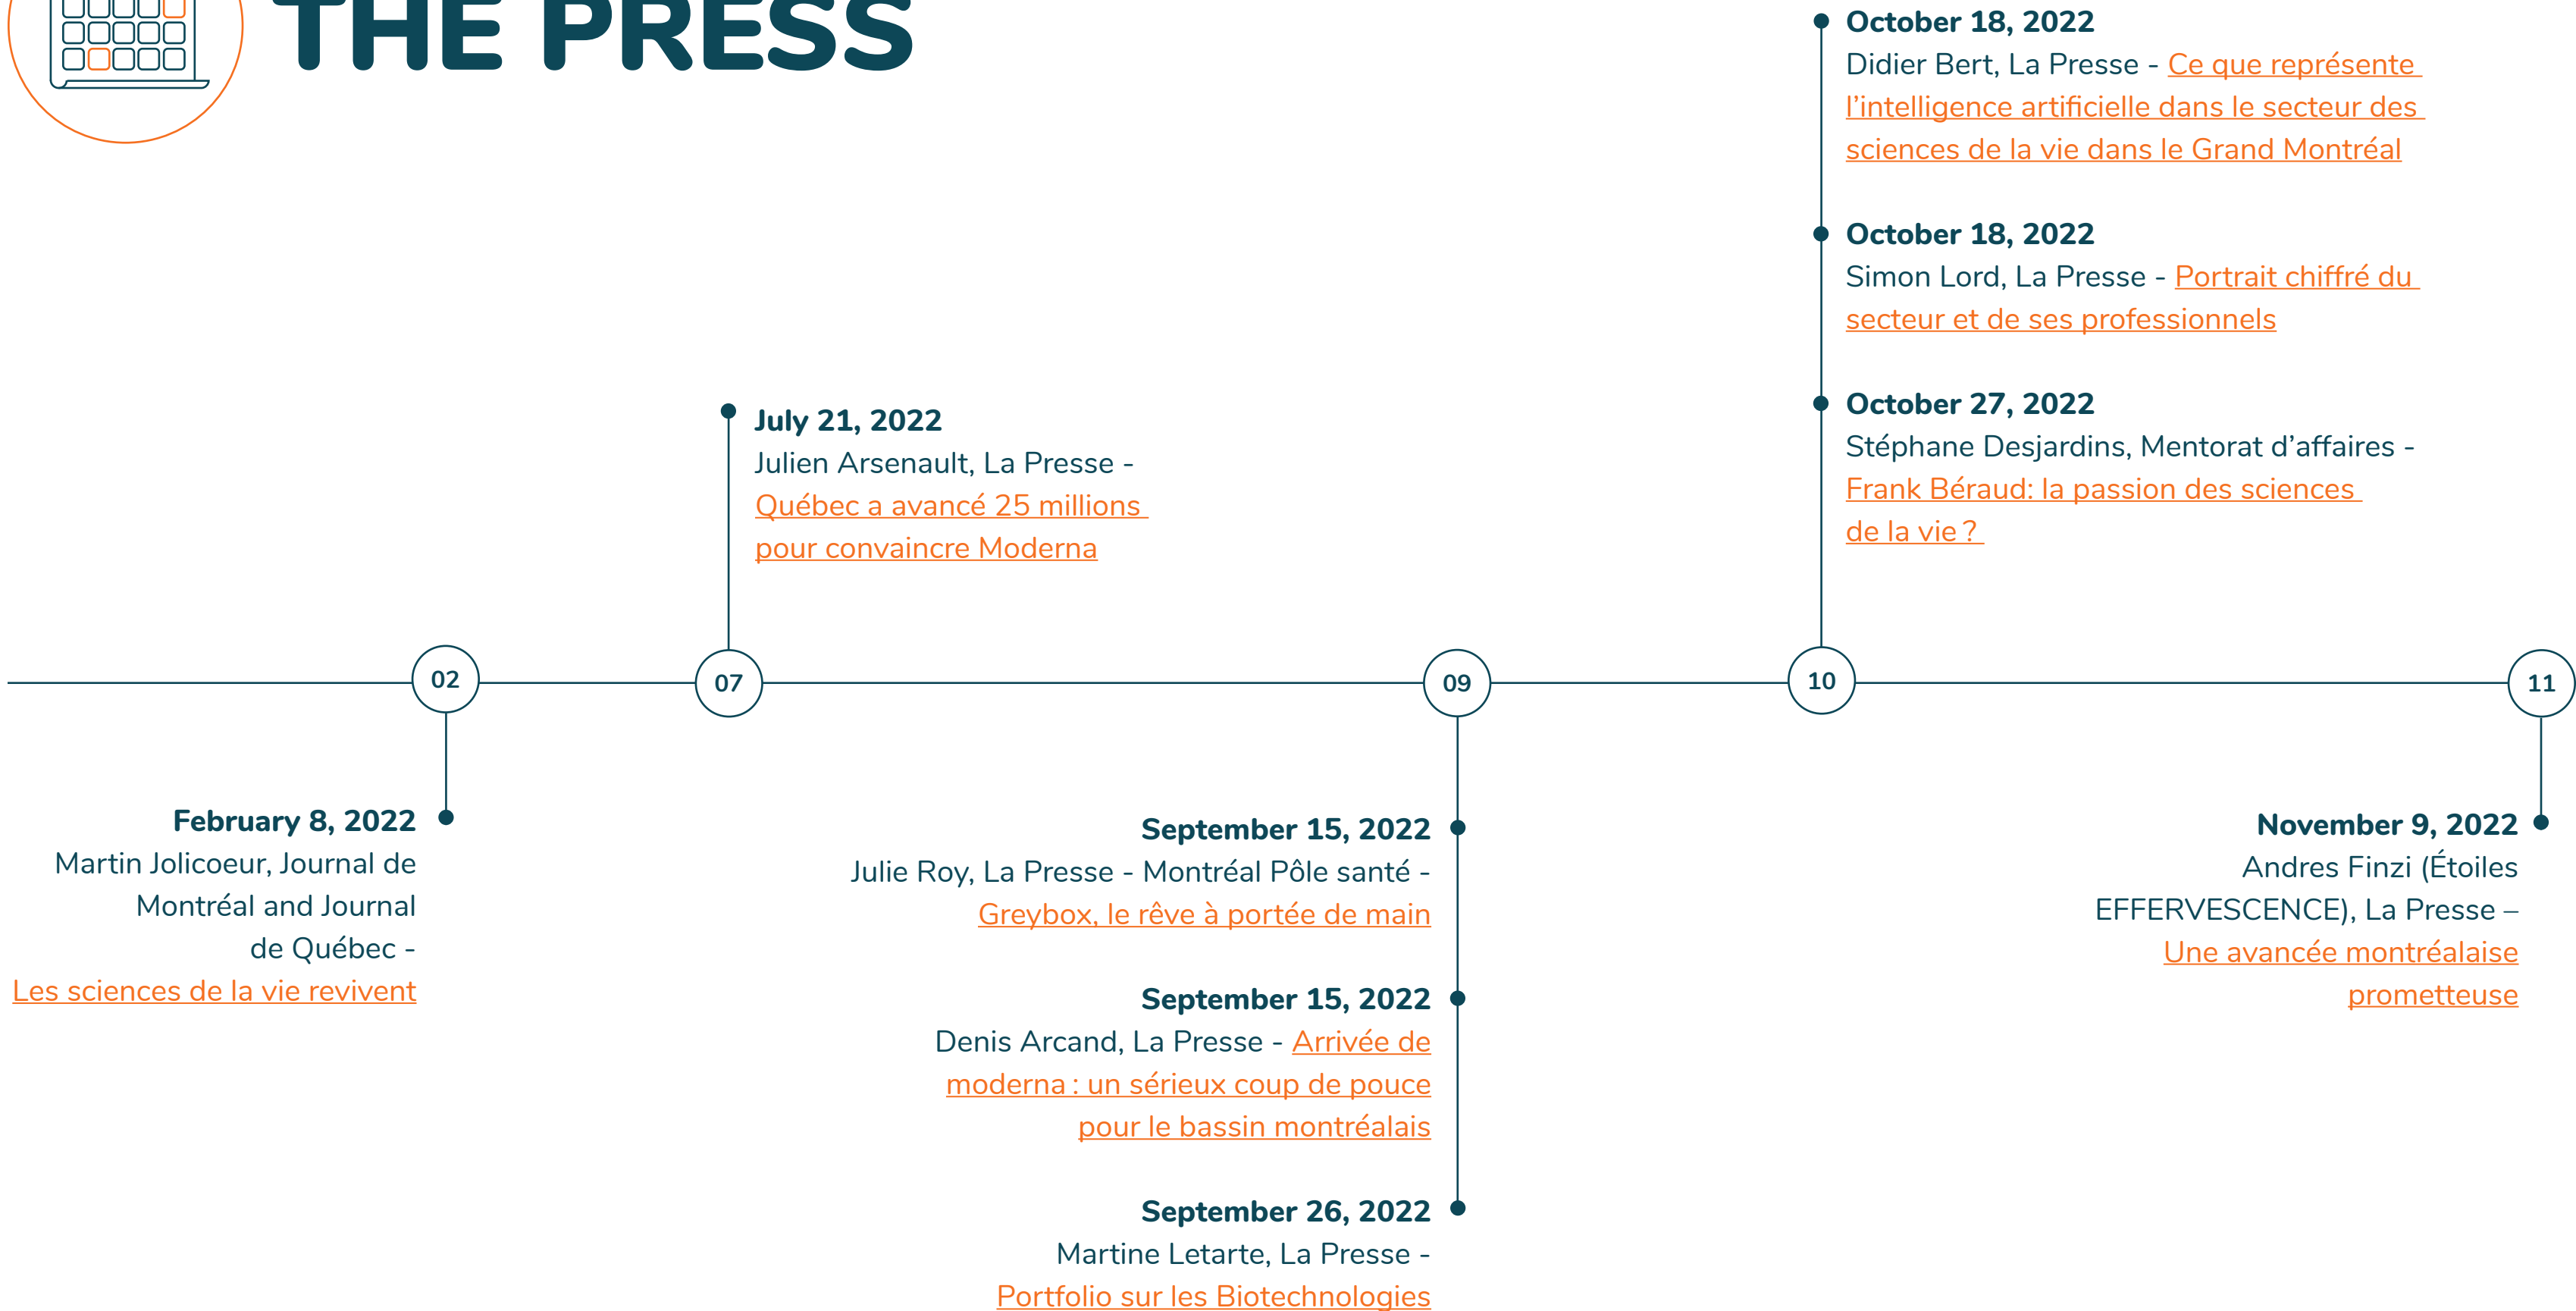 THE PRESS
October 18, 2022
Didier Bert, La Presse - Ce que représente
l’intelligence artificielle dans le secteur des
sciences de la vie dans le Grand Montréal
October 18, 2022
Simon Lord, La Presse - Portrait chiffré du
secteur et de ses professionnels
October 27, 2022
Stéphane Desjardins, Mentorat d’affaires -
Frank Béraud: la passion des sciences
de la vie ?
July 21, 2022
Julien Arsenault, La Presse -
Québec a avancé 25 millions
pour convaincre Moderna
02
07
09
10
11
February 8, 2022
Martin Jolicoeur, Journal de
Montréal and Journal
de Québec -
Les sciences de la vie revivent
September 15, 2022
Julie Roy, La Presse - Montréal Pôle santé -
Greybox, le rêve à portée de main
September 15, 2022
Denis Arcand, La Presse - Arrivée de
moderna : un sérieux coup de pouce
pour le bassin montréalais
September 26, 2022
Martine Letarte, La Presse -
Portfolio sur les Biotechnologies
November 9, 2022
Andres Finzi (Étoiles
EFFERVESCENCE), La Presse –
Une avancée montréalaise
prometteuse